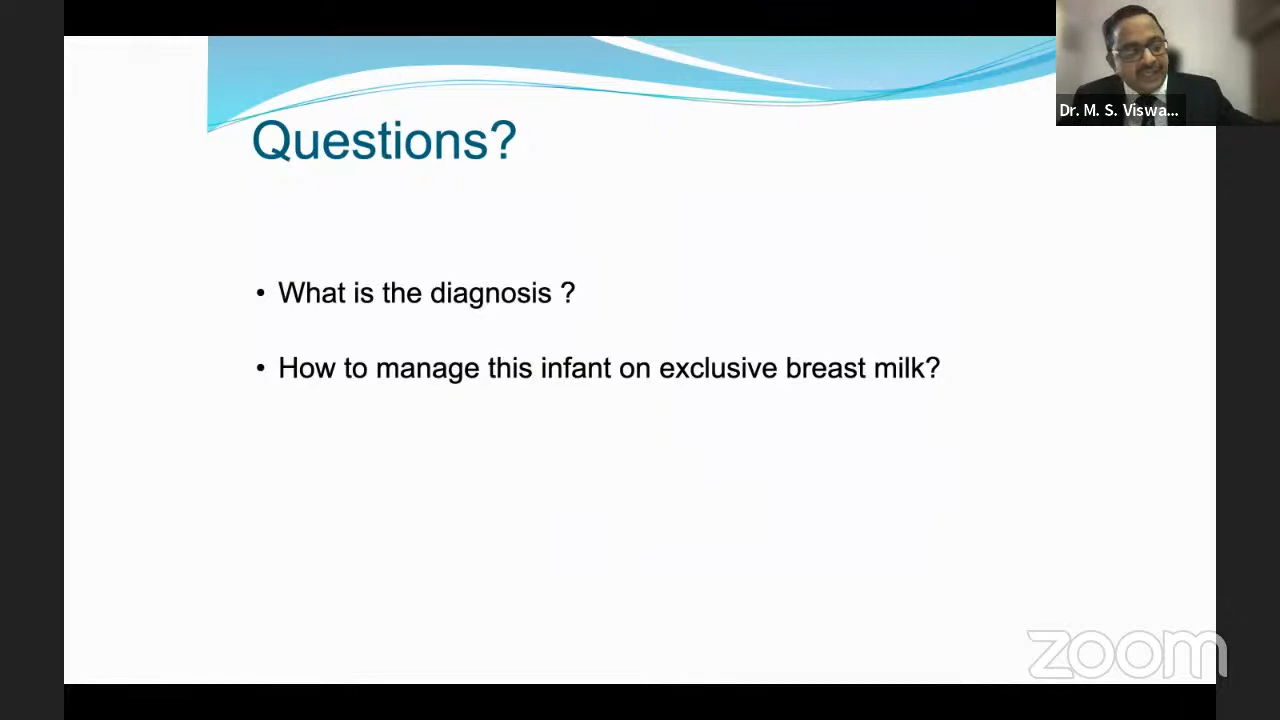 Dr. M. S. Viswa...
Questions?
• What is the diagnosis ?
• How to manage this infant on exclusive breast milk?
zoom